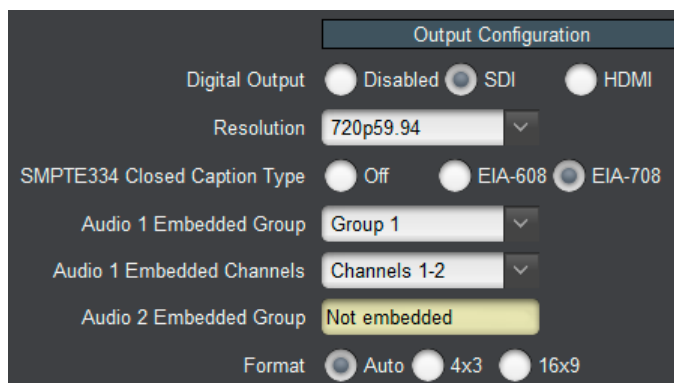 Output Configuration
Digital Output Disabled SDI HDMI
Resolution 720p59.94
SMPTE334 Closed Caption Type Off EIA-608 EIA-708
Audio 1 Embedded Group Group 1
Audio 1 Embedded Channels Channels 1-2
Audio 2 Embedded Group Not embedded
Format Auto 4x3 16x9